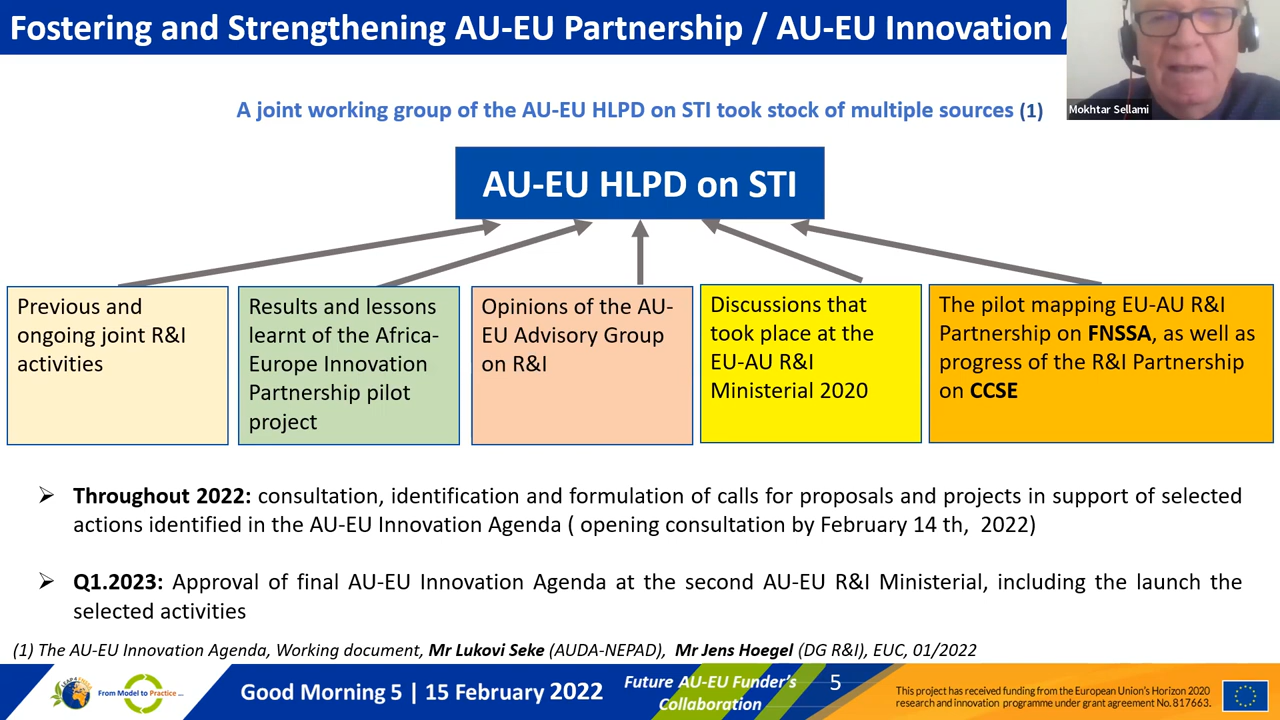 Fostering and Strengthening AU-EU Partnership / AU-EU Innovation
Mokhtar Sellami
A joint working group of the AU-EU HLPD on STI took stock of multiple sources (1)
AU-EU HLPD on STI
Previous and
ongoing joint R&I
activities
Results and lessons
learnt of the Africa-
Europe Innovation
Partnership pilot
project
Opinions of the AU-
EU Advisory Group
on R&I
Discussions that
took place at the
EU-AU R&I
Ministerial 2020
The pilot mapping EU-AU R&I
Partnership on FNSSA, as well as
progress of the R&I Partnership
on CCSE
➢ Throughout 2022: consultation, identification and formulation of calls for proposals and projects in support of selected
actions identified in the AU-EU Innovation Agenda ( opening consultation by February 14 th, 2022)
➢ Q1.2023: Approval of final AU-EU Innovation Agenda at the second AU-EU R&I Ministerial, including the launch the
selected activities
(1) The AU-EU Innovation Agenda, Working document, Mr Lukovi Seke (AUDA-NEPAD), Mr Jens Hoegel (DG R&I), EUC, 01/2022
From Model to Practice ...
Good Morning 5 | 15 February 2022
Future AU-EU Funder's
Collaboration
5
This project has received funding from the European Union's Horizon 2020
research and innovation programme under grant agreement No. 817663.